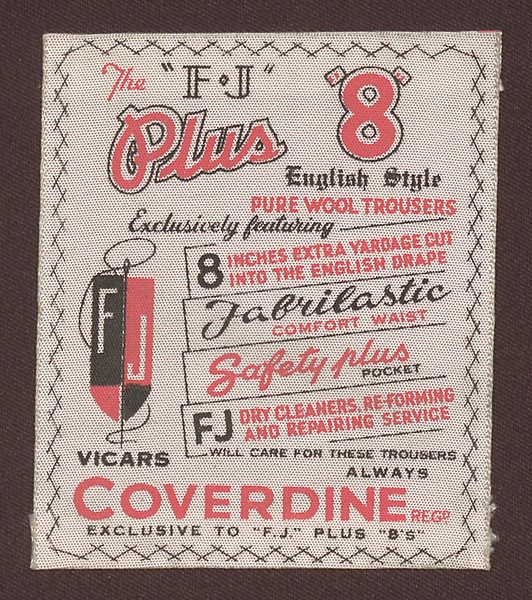 The "F·J"
Plus 8
English Style
PURE WOOL TROUSERS
Exclusively featuring
8 INCHES EXTRA YARDAGE CUT
INTO THE ENGLISH DRAPE
Fabrilastic
COMFORT WAIST
Safety plus
POCKET
FJ DRY CLEANERS, RE-FORMING
AND REPAIRING SERVICE
WILL CARE FOR THESE TROUSERS
ALWAYS
FJ
VICARS
COVERDINE REGD
EXCLUSIVE TO "F.J." PLUS "8'S"